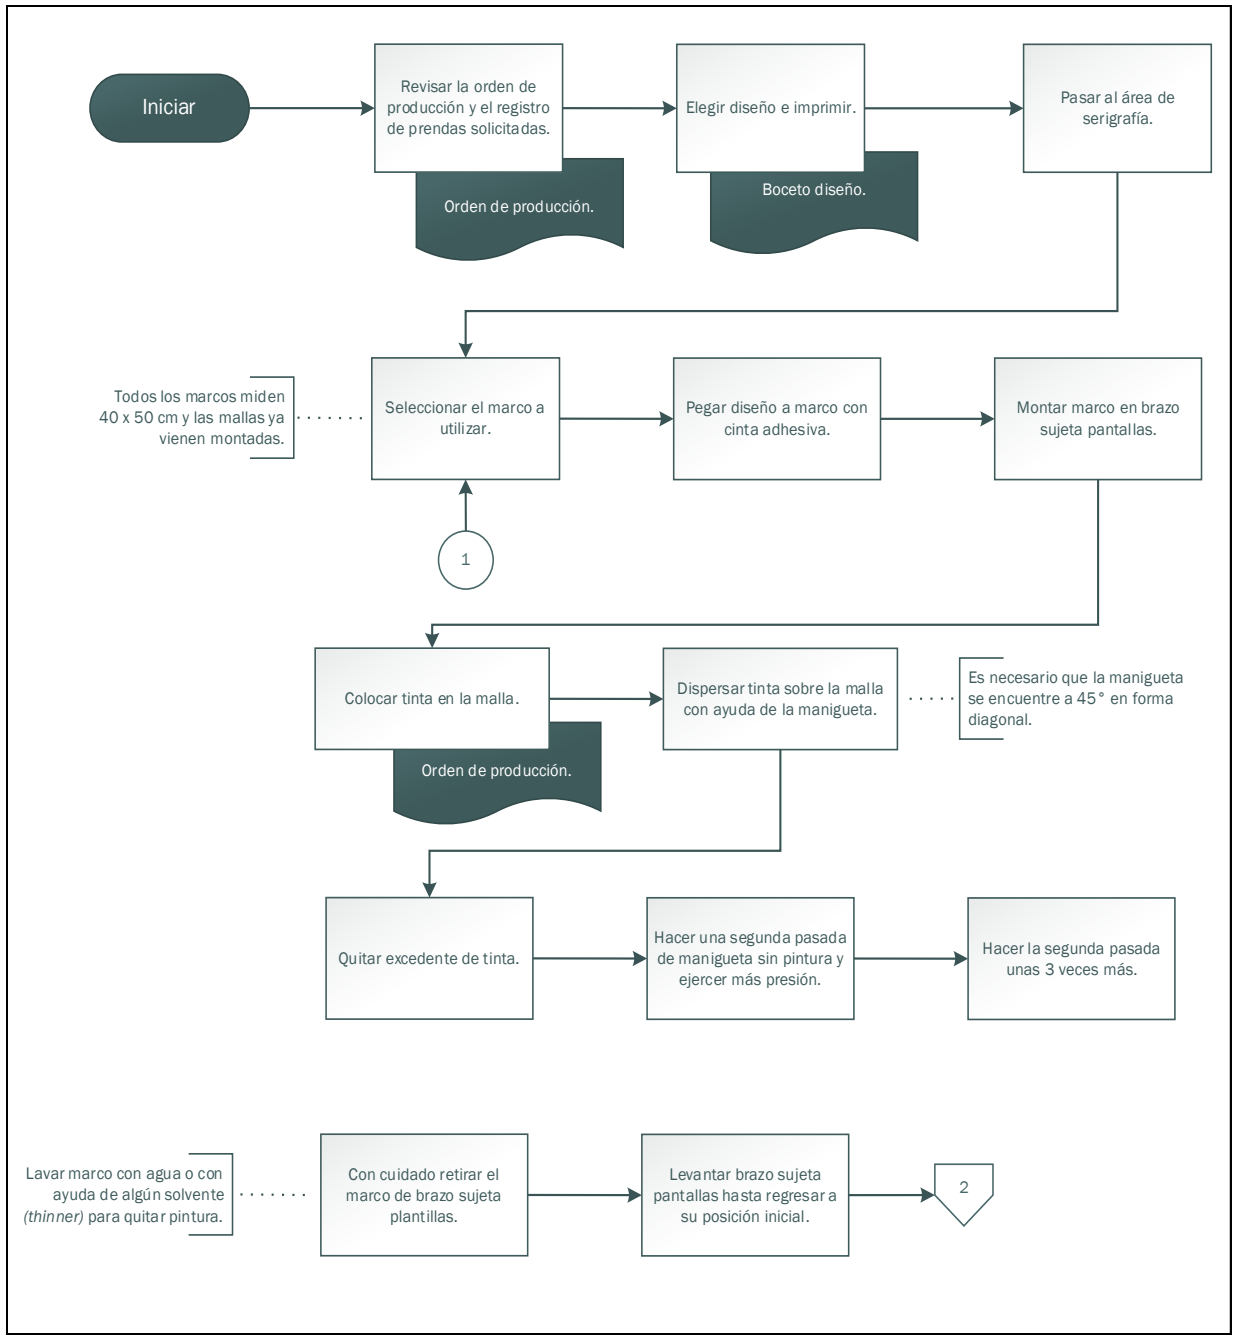 Iniciar
Revisar la orden de
producción y el registro
de prendas solicitadas.
Orden de producción.
Elegir diseño e imprimir.
Boceto diseño.
Pasar al área de
serigrafía.
Todos los marcos miden
40 x 50 cm y las mallas ya
vienen montadas.
Seleccionar el marco a
utilizar.
1
Pegar diseño a marco con
cinta adhesiva.
Montar marco en brazo
sujeta pantallas.
Colocar tinta en la malla.
Orden de producción.
Dispersar tinta sobre la malla
con ayuda de la manigueta.
Es necesario que la manigueta
se encuentre a 45° en forma
diagonal.
Quitar excedente de tinta.
Hacer una segunda pasada
de manigueta sin pintura y
ejercer más presión.
Hacer la segunda pasada
unas 3 veces más.
Lavar marco con agua o con
ayuda de algún solvente
(thinner) para quitar pintura.
Con cuidado retirar el
marco de brazo sujeta
plantillas.
Levantar brazo sujeta
pantallas hasta regresar a
su posición inicial.
2